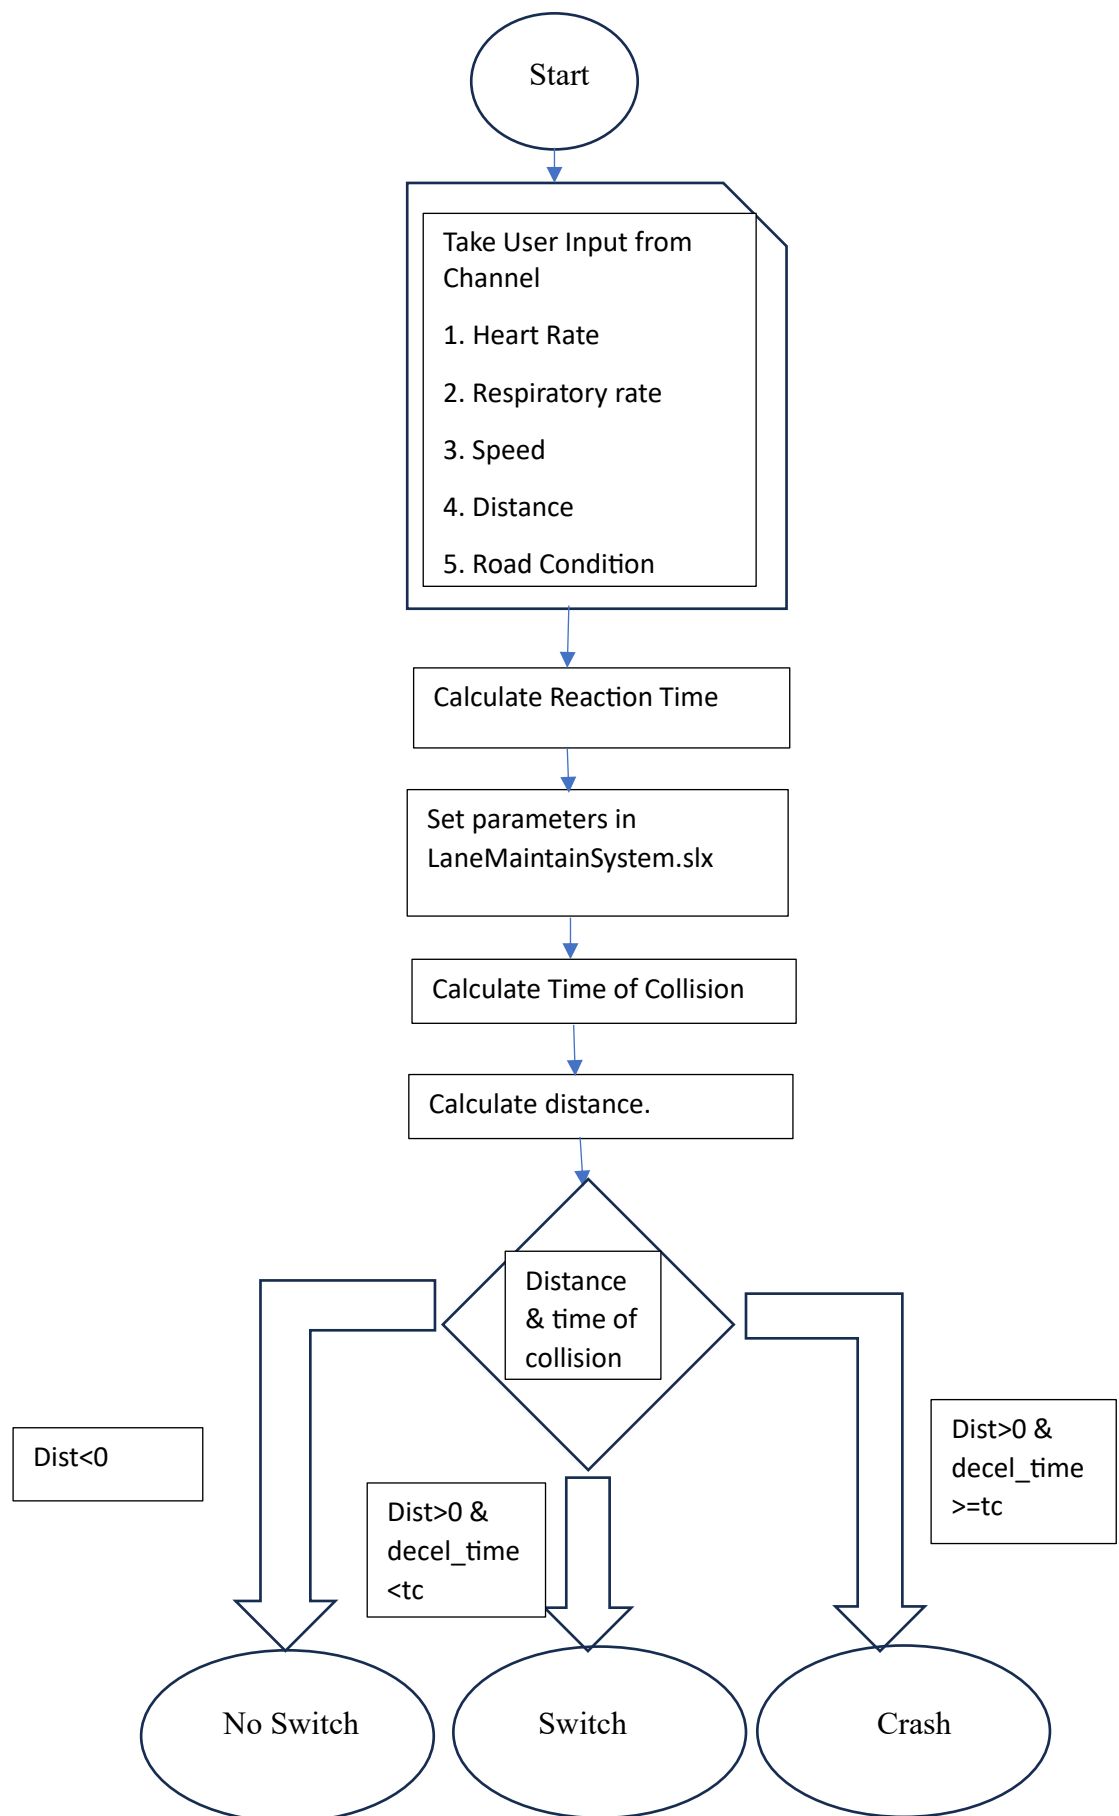 Start
Take User Input from
Channel
1. Heart Rate
2. Respiratory rate
3. Speed
4. Distance
5. Road Condition
Calculate Reaction Time
Set parameters in
LaneMaintainSystem.slx
Calculate Time of Collision
Calculate distance.
Distance
& time of
collision
Dist<0
Dist>0 &
decel_time
<tc
Dist>0 &
decel_time
>=tc
No Switch
Switch
Crash